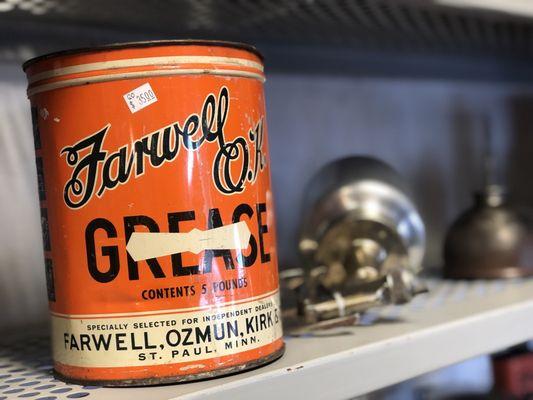 $ 35.00
Farwell
O.K.
GREASE
CONTENTS 5 POUNDS
SPECIALLY SELECTED FOR INDEPENDENT DEALERS
FARWELL, OZMUN, KIRK &
ST. PAUL, MINN.